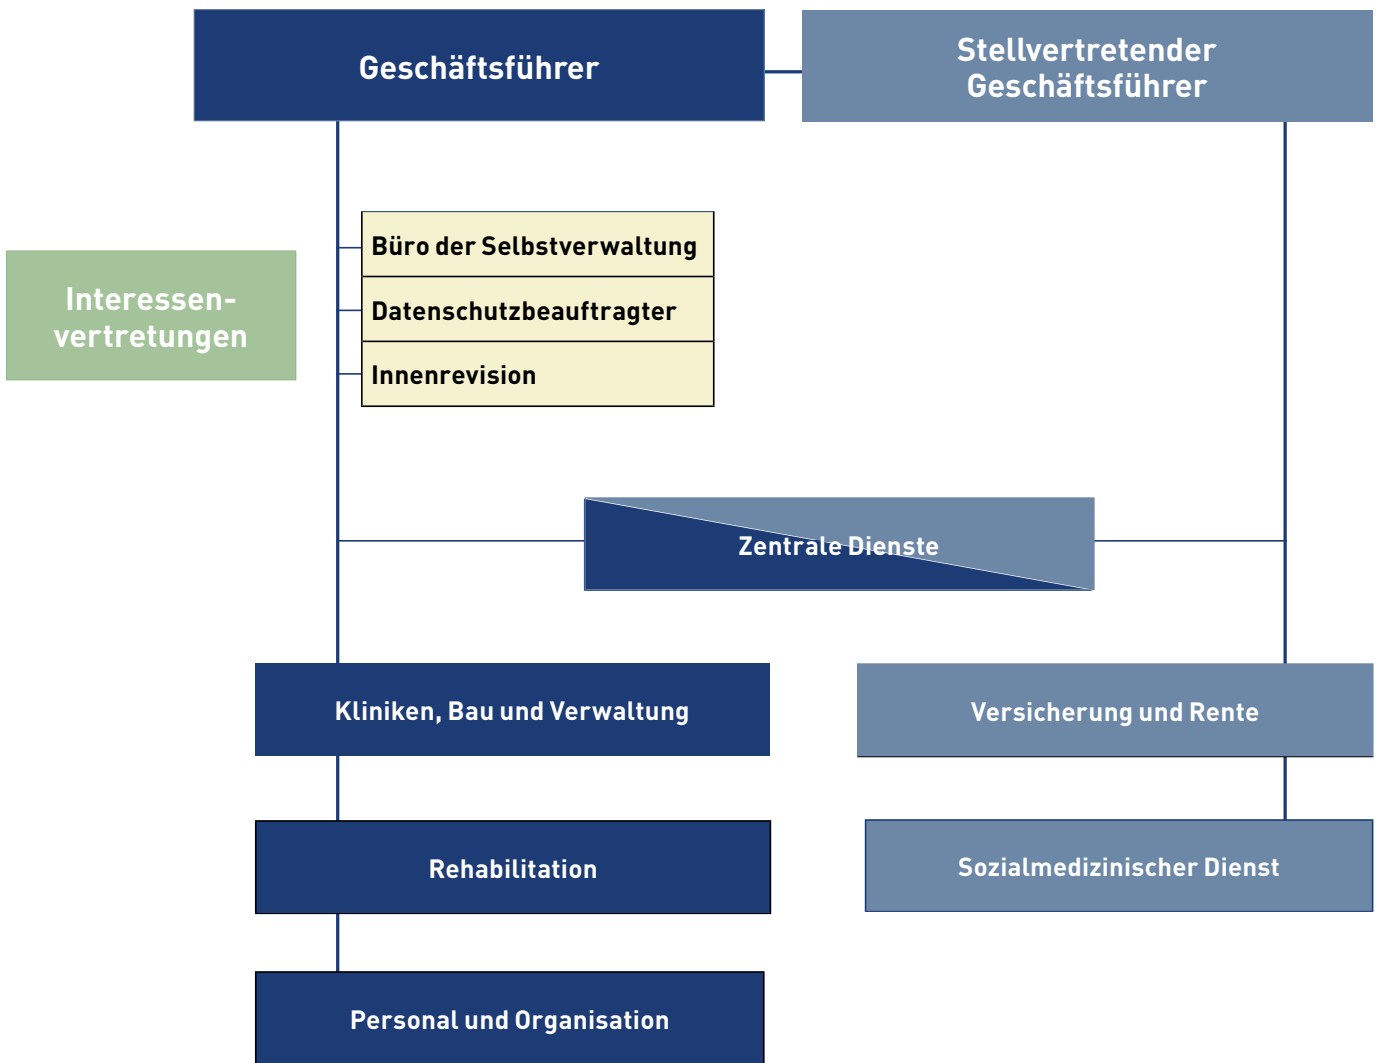 Geschäftsführer
Stellvertretender
Geschäftsführer
Büro der Selbstverwaltung
Datenschutzbeauftragter
Innenrevision
Interessen-
vertretungen
Zentrale Dienste
Kliniken, Bau und Verwaltung
Versicherung und Rente
Rehabilitation
Sozialmedizinischer Dienst
Personal und Organisation